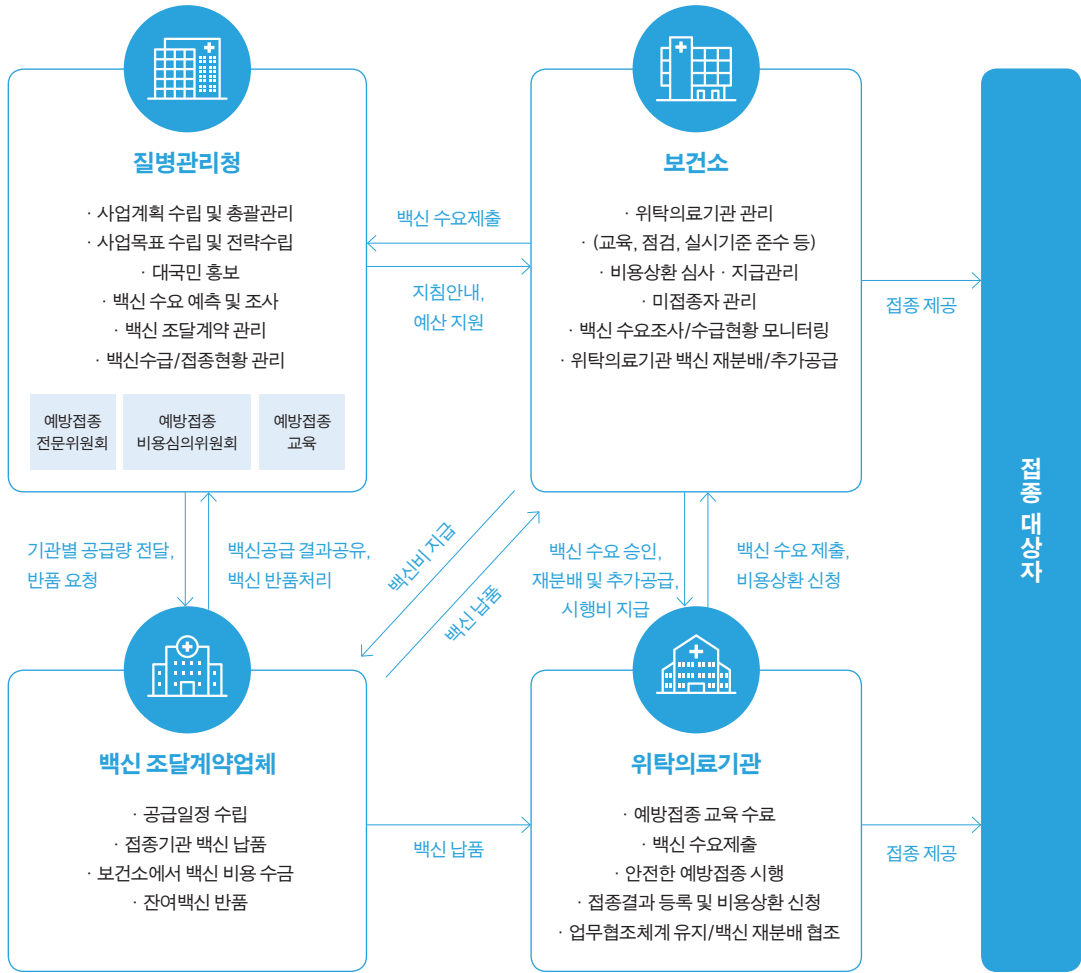 질병관리청
· 사업계획 수립 및 총괄관리
· 사업목표 수립 및 전략수립
· 대국민 홍보
· 백신 수요 예측 및 조사
· 백신 조달계약 관리
· 백신수급/접종현황 관리
예방접종
전문위원회
예방접종
비용심의위원회
예방접종
교육
백신 수요제출
지침안내,
예산 지원
보건소
· 위탁의료기관 관리
· (교육, 점검, 실시기준 준수 등)
· 비용상환 심사 · 지급관리
· 미접종자 관리
· 백신 수요조사/수급현황 모니터링
· 위탁의료기관 백신 재분배/추가공급
접종 제공
접종 대상자
기관별 공급량 전달,
반품 요청
백신공급 결과공유,
백신 반품처리
백신비 지급
백신 납품
백신 수요 승인,
재분배 및 추가공급,
시행비 지급
백신 수요 제출,
비용상환 신청
백신 조달계약업체
· 공급일정 수립
· 접종기관 백신 납품
· 보건소에서 백신 비용 수금
· 잔여백신 반품
백신 납품
위탁의료기관
· 예방접종 교육 수료
· 백신 수요제출
· 안전한 예방접종 시행
· 접종결과 등록 및 비용상환 신청
· 업무협조체계 유지/백신 재분배 협조
접종 제공